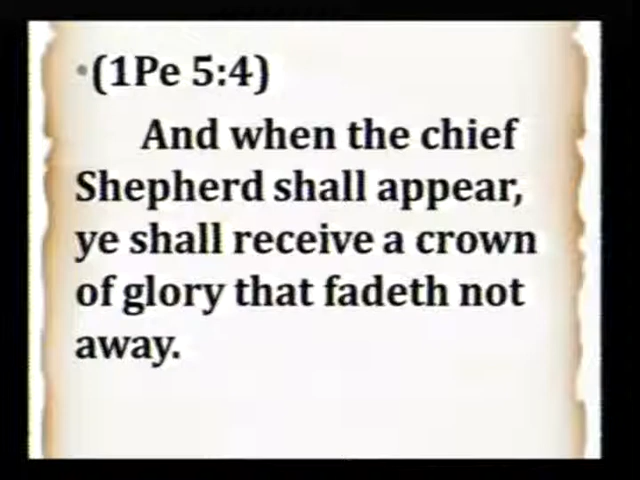 •(1Pe 5:4)
And when the chief
Shepherd shall appear,
ye shall receive a crown
of glory that fadeth not
away.